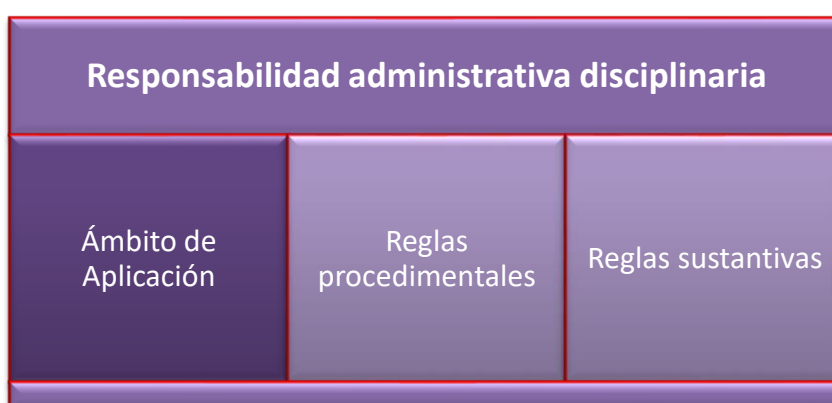 Responsabilidad administrativa disciplinaria
Ámbito de
Aplicación
Reglas
procedimentales
Reglas sustantivas